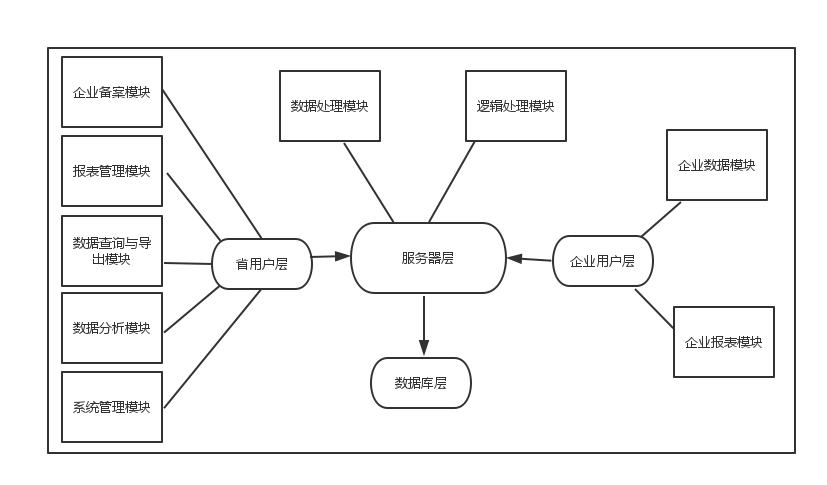 企业备案模块
报表管理模块
数据查询与导
出模块
数据分析模块
系统管理模块
省用户层
数据处理模块
逻辑处理模块
服务器层
数据库层
企业用户层
企业数据模块
企业报表模块